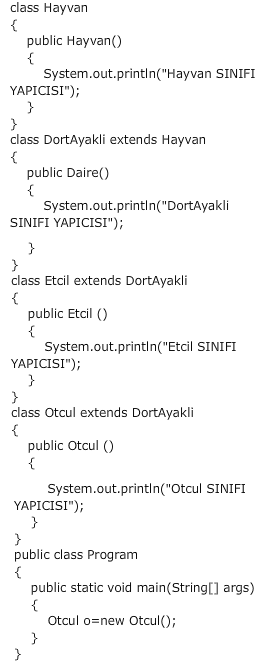 class Hayvan
{
public Hayvan()
{
System.out.println("Hayvan SINIFI
YAPICISI");
}
}
class DortAyakli extends Hayvan
{
public Daire()
{
System.out.println("DortAyakli
SINIFI YAPICISI");
}
}
class Etcil extends DortAyakli
{
public Etcil ()
{
System.out.println("Etcil SINIFI
YAPICISI");
}
}
class Otcul extends DortAyakli
{
public Otcul ()
{
System.out.println("Otcul SINIFI
YAPICISI");
}
}
public class Program
{
public static void main(String[] args)
{
Otcul o=new Otcul();
}
}